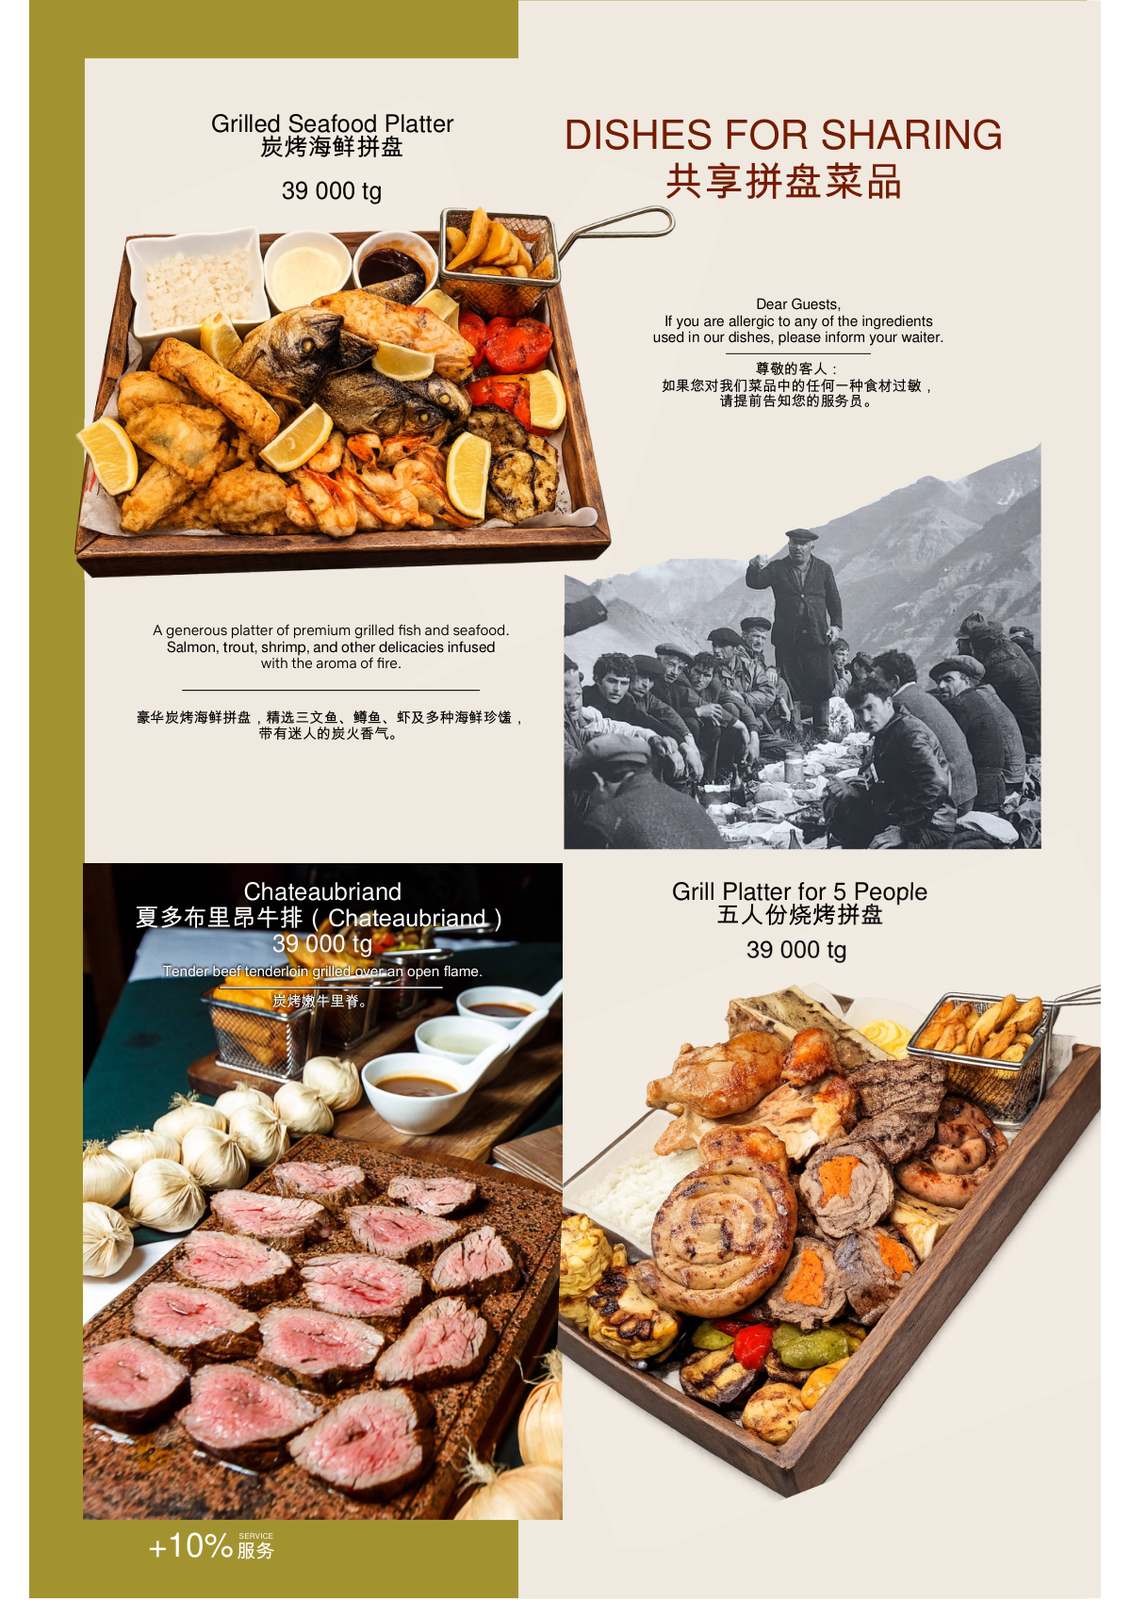 Grilled Seafood Platter
炭烤海鲜拼盘
39 000 tg
DISHES FOR SHARING
共享拼盘菜品
Dear Guests,
If you are allergic to any of the ingredients
used in our dishes, please inform your waiter.
尊敬的客人：
如果您对我们菜品中的任何一种食材过敏，
请提前告知您的服务员。
A generous platter of premium grilled fish and seafood.
Salmon, trout, shrimp, and other delicacies infused
with the aroma of fire.
豪华炭烤海鲜拼盘，精选三文鱼、鳟鱼、虾及多种海鲜珍馐，
带有迷人的炭火香气。
Chateaubriand
夏多布里昂牛排（Chateaubriand）
39 000 tg
Tender beef tenderloin grilled over an open flame.
炭烤嫩牛里脊。
Grill Platter for 5 People
五人份烧烤拼盘
39 000 tg
+10% SERVICE
服务